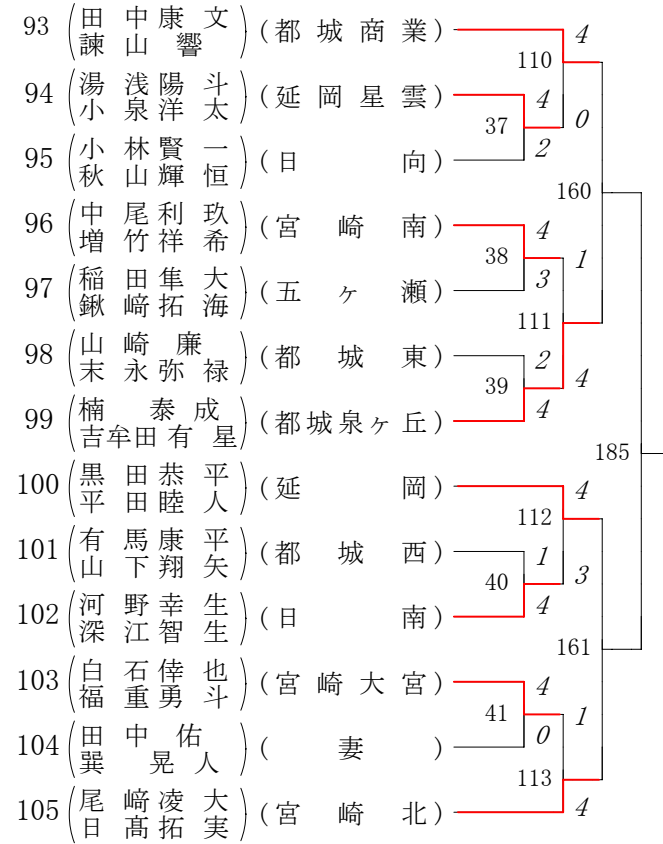 93 田中康文 諫山響 (都城商業)
94 湯浅陽斗 小泉洋太 (延岡星雲)
95 小林賢一 秋山輝恒 (日向)
96 中尾利玖 増竹祥希 (宮崎南)
97 稲田隼大 鍬﨑拓海 (五ヶ瀬)
98 山崎廉 末永弥禄 (都城東)
99 楠泰成 吉牟田有星 (都城泉ヶ丘)
100 黒田恭平 平田睦人 (延岡)
101 有馬康平 山下翔矢 (都城西)
102 河野幸生 深江智生 (日南)
103 白石倖也 福重勇斗 (宮崎大宮)
104 田中佑 巽晃人 (妻)
105 尾﨑凌大 日髙拓実 (宮崎北)
4
110
4
0
37
2
160
4
1
38
3
111
2
4
39
4
185
4
112
1
3
40
4
161
4
1
41
0
113
4